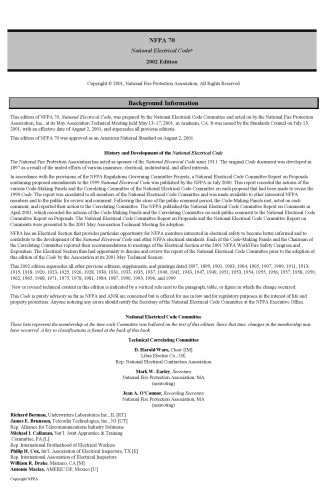 NFPA 70
National Electrical Code®
2002 Edition
Copyright © 2001, National Fire Protection Association, All Rights Reserved
Background Information
This edition of NFPA 70, National Electrical Code, was prepared by the National Electrical Code Committee and acted on by the National Fire Protection
Association, Inc., at its May Association Technical Meeting held May 13–17, 2001, in Anaheim, CA. It was issued by the Standards Council on July 13,
2001, with an effective date of August 2, 2001, and supersedes all previous editions.
This edition of NFPA 70 was approved as an American National Standard on August 2, 2001.
History and Development of the National Electrical Code
The National Fire Protection Association has acted as sponsor of the National Electrical Code since 1911. The original Code document was developed in
1897 as a result of the united efforts of various insurance, electrical, architectural, and allied interests.
In accordance with the provisions of the NFPA Regulations Governing Committee Projects, a National Electrical Code Committee Report on Proposals
containing proposed amendments to the 1999 National Electrical Code was published by the NFPA in July 2000. This report recorded the actions of the
various Code-Making Panels and the Correlating Committee of the National Electrical Code Committee on each proposal that had been made to revise the
1999 Code. The report was circulated to all members of the National Electrical Code Committee and was made available to other interested NFPA
members and to the public for review and comment. Following the close of the public comment period, the Code-Making Panels met, acted on each
comment, and reported their action to the Correlating Committee. The NFPA published the National Electrical Code Committee Report on Comments in
April 2001, which recorded the actions of the Code-Making Panels and the Correlating Committee on each public comment to the National Electrical Code
Committee Report on Proposals. The National Electrical Code Committee Report on Proposals and the National Electrical Code Committee Report on
Comments were presented to the 2001 May Association Technical Meeting for adoption.
NFPA has an Electrical Section that provides particular opportunity for NFPA members interested in electrical safety to become better informed and to
contribute to the development of the National Electrical Code and other NFPA electrical standards. Each of the Code-Making Panels and the Chairman of
the Correlating Committee reported their recommendations to meetings of the Electrical Section at the 2001 NFPA World Fire Safety Congress and
Exposition. The Electrical Section thus had opportunity to discuss and review the report of the National Electrical Code Committee prior to the adoption of
this edition of the Code by the Association at its 2001 May Technical Session.
This 2002 edition supersedes all other previous editions, supplements, and printings dated 1897, 1899, 1901, 1903, 1904, 1905, 1907, 1909, 1911, 1913,
1915, 1918, 1920, 1923, 1925, 1926, 1928, 1930, 1931, 1933, 1935, 1937, 1940, 1942, 1943, 1947, 1949, 1951, 1953, 1954, 1955, 1956, 1957, 1958, 1959,
1962, 1965, 1968, 1971, 1975, 1978, 1981, 1984, 1987, 1990, 1993, 1996, and 1999.
New or revised technical content in this edition is indicated by a vertical rule next to the paragraph, table, or figure in which the change occurred.
This Code is purely advisory as far as NFPA and ANSI are concerned but is offered for use in law and for regulatory purposes in the interest of life and
property protection. Anyone noticing any errors should notify the Secretary of the National Electrical Code Committee at the NFPA Executive Office.
National Electrical Code Committee
These lists represent the membership at the time each Committee was balloted on the text of this edition. Since that time, changes in the membership may
have occurred. A key to classifications is found at the back of this book.
Technical Correlating Committee
D. Harold Ware, Chair [IM]
Libra Electric Co., OK
Rep. National Electrical Contractors Association
Mark W. Earley, Secretary
National Fire Protection Association, MA
(nonvoting)
Jean A. O'Connor, Recording Secretary
National Fire Protection Association, MA
(nonvoting)
Richard Berman, Underwriters Laboratories Inc., IL [RT]
James E. Brunssen, Telcordia Technologies, Inc., NJ [UT]
Rep. Alliance for Telecommunications Industry Solutions
Michael I. Callanan, Nat'l. Joint Apprentice & Training
Committee, PA [L]
Rep. International Brotherhood of Electrical Workers
Philip H. Cox, Int'l. Association of Electrical Inspectors, TX [E]
Rep. International Association of Electrical Inspectors
William R. Drake, Marinco, CA [M]
Antonio Macias, AMERIC DF, Mexico [U]
Copyright NFPA